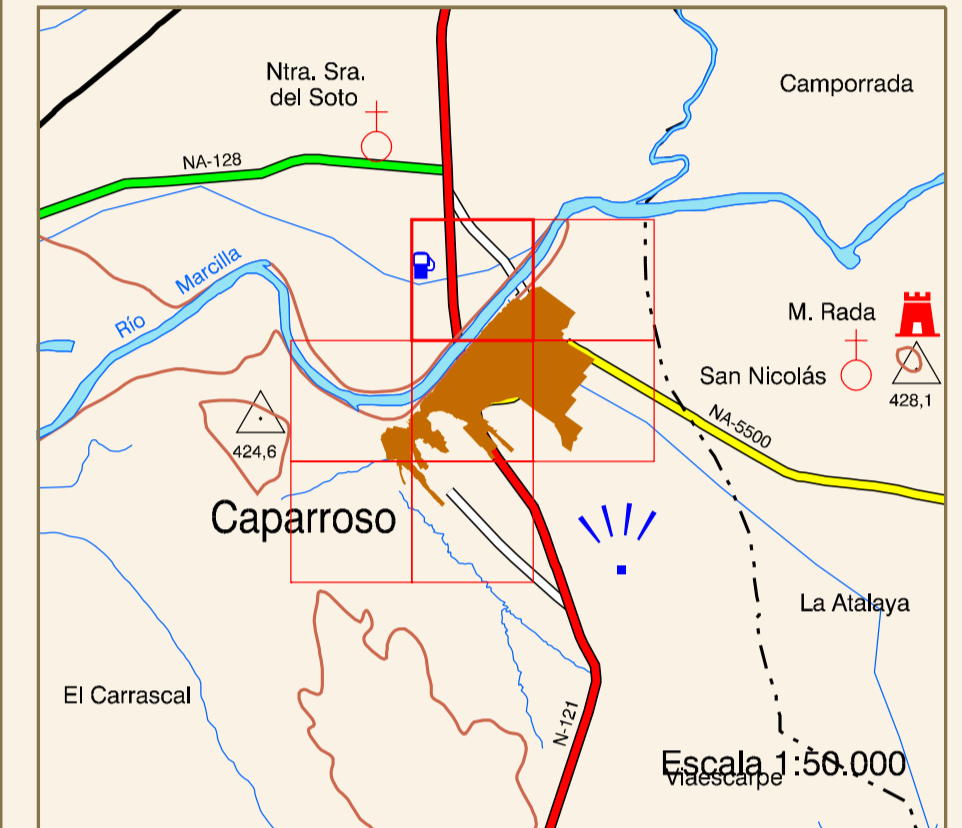 Ntra. Sra.
del Soto
Camporrada
NA-128
Río Marcilla
M. Rada
San Nicolás
428,1
NA-5500
424,6
Caparroso
La Atalaya
El Carrascal
N-121
Escala 1:50.000
Viaescarpe